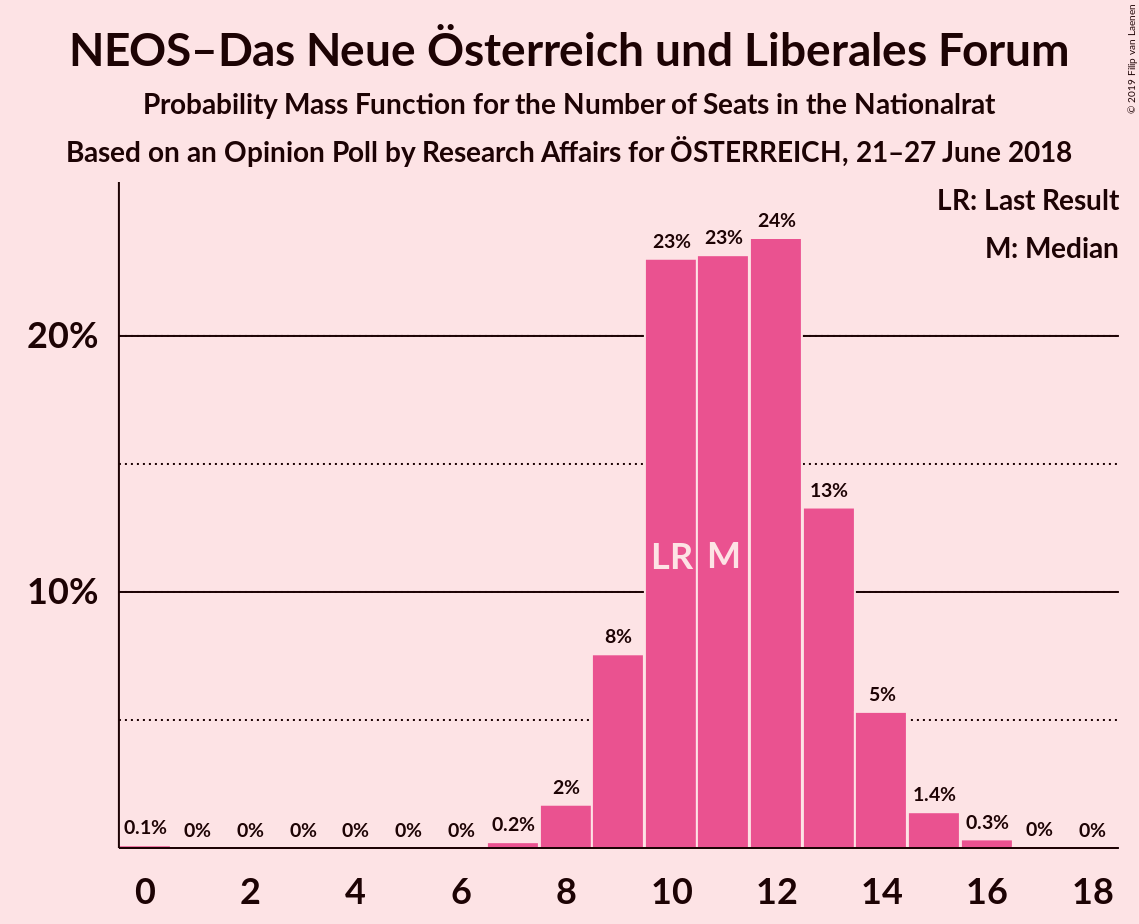 NEOS–Das Neue Österreich und Liberales Forum
Probability Mass Function for the Number of Seats in the Nationalrat
Based on an Opinion Poll by Research Affairs for ÖSTERREICH, 21–27 June 2018
© 2019 Filip van Laenen
LR: Last Result
M: Median
20%
10%
0.1% 0% 0% 0% 0% 0% 0% 0.2% 2% 8% 23% 23% 24% 13% 5% 1.4% 0.3% 0% 0%
LR M
0 2 4 6 8 10 12 14 16 18